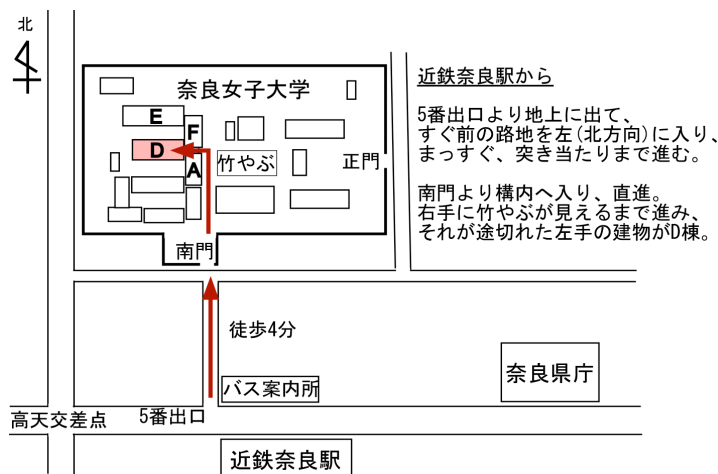 北
奈良女子大学
E
F
D
A
竹やぶ
正門
南門
近鉄奈良駅から
5番出口より地上に出て、
すぐ前の路地を左(北方向)に入り、
まっすぐ、突き当たりまで進む。
南門より構内へ入り、直進。
右手に竹やぶが見えるまで進み、
それが途切れた左手の建物がD棟。
徒歩4分
バス案内所
奈良県庁
高天交差点
5番出口
近鉄奈良駅